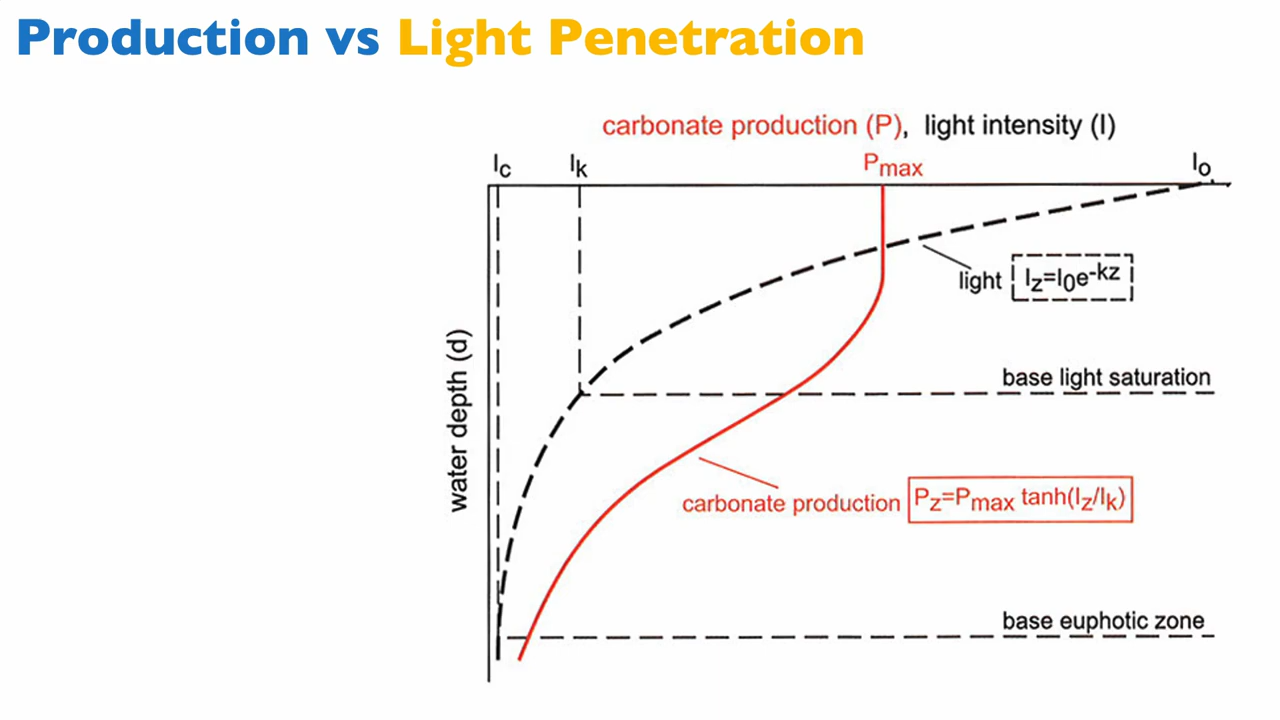 Production vs Light Penetration
carbonate production (P), light intensity (I)
Ic Ik Pmax Io
light Iz=I0e-kz
base light saturation
water depth (d)
carbonate production Pz=Pmax tanh(Iz/Ik)
base euphotic zone